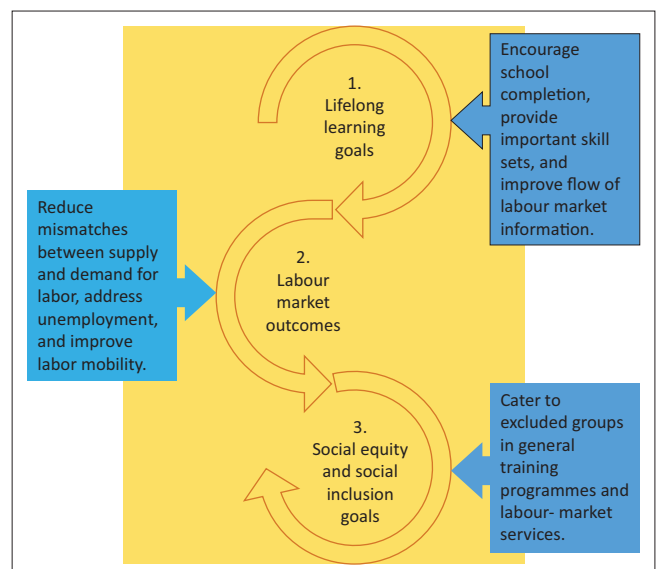 1.
Lifelong
learning
goals
Encourage
school
completion,
provide
important skill
sets, and
improve flow of
labour market
information.
Reduce
mismatches
between supply
and demand for
labor, address
unemployment,
and improve
labor mobility.
2.
Labour
market
outcomes
3.
Social equity
and social
inclusion
goals
Cater to
excluded groups
in general
training
programmes and
labour- market
services.